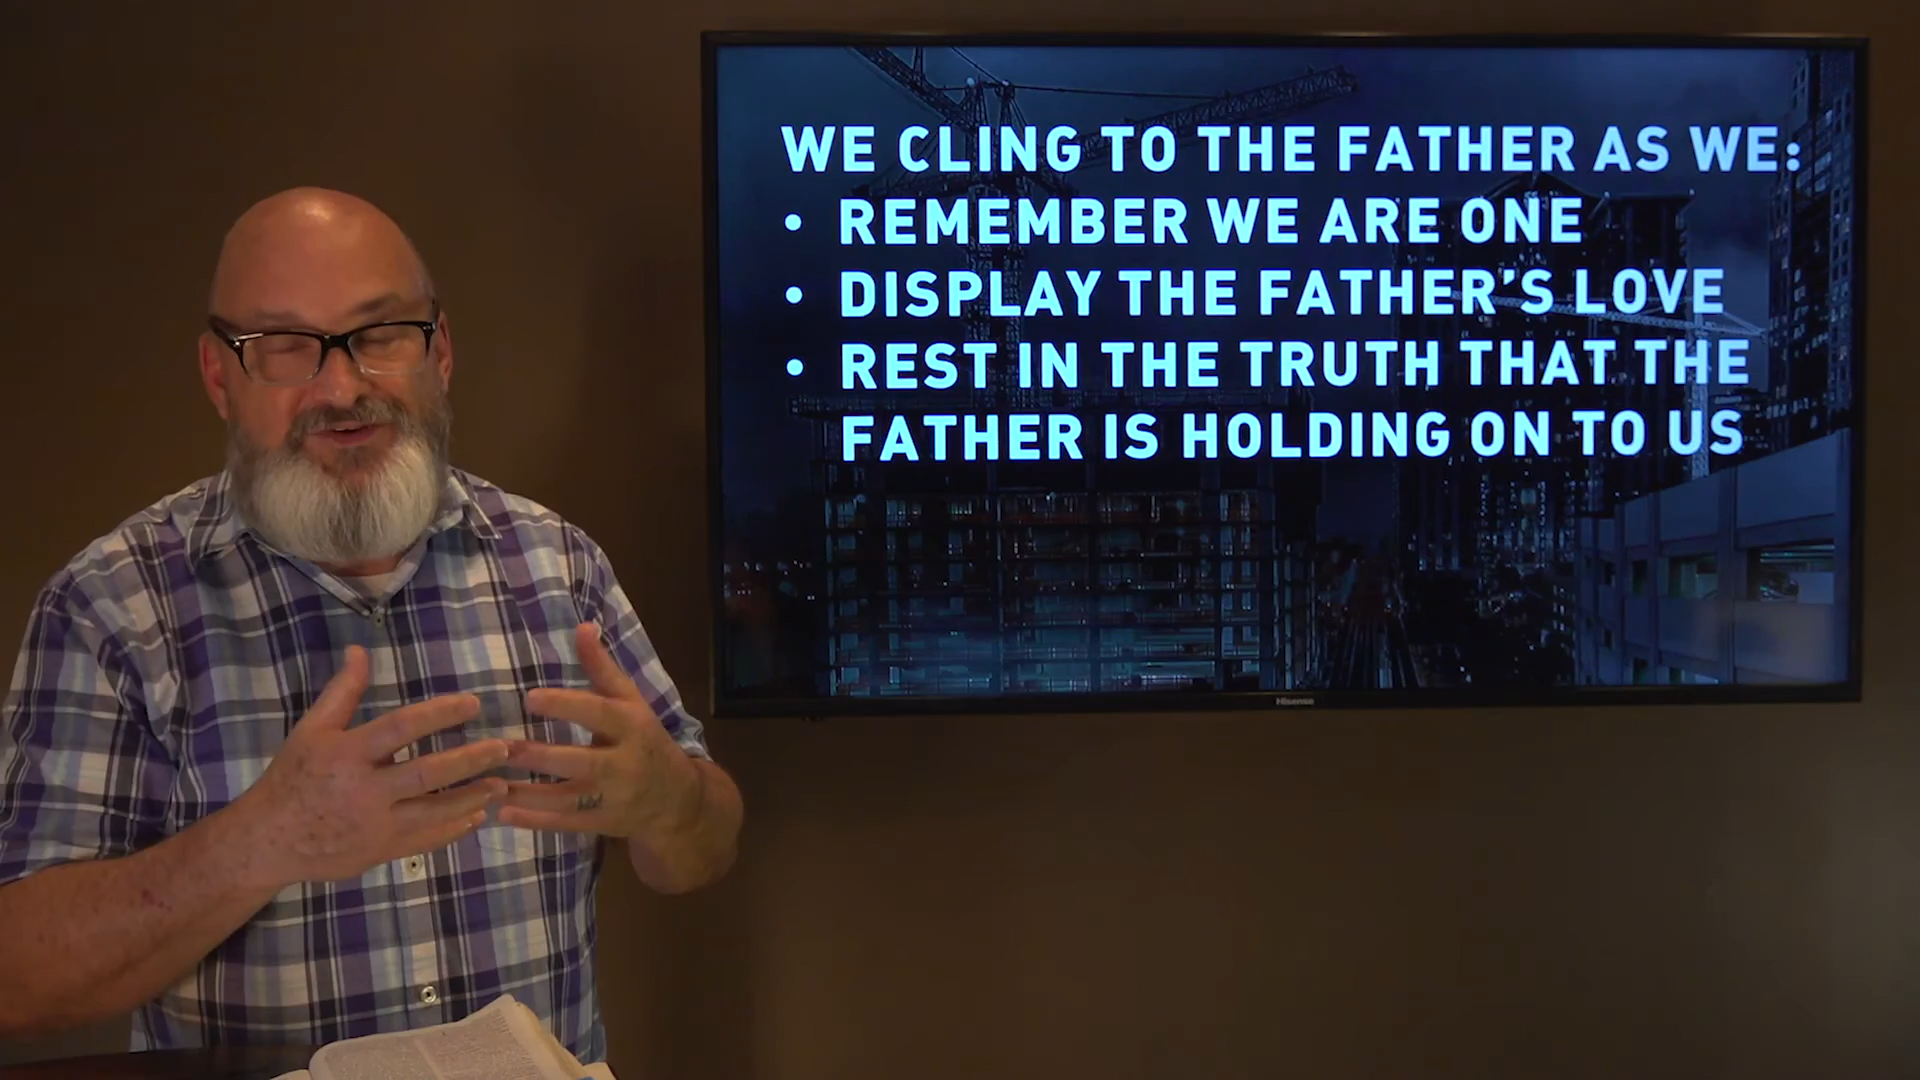 WE CLING TO THE FATHER AS WE:
• REMEMBER WE ARE ONE
• DISPLAY THE FATHER'S LOVE
• REST IN THE TRUTH THAT THE
FATHER IS HOLDING ON TO US
Hisense